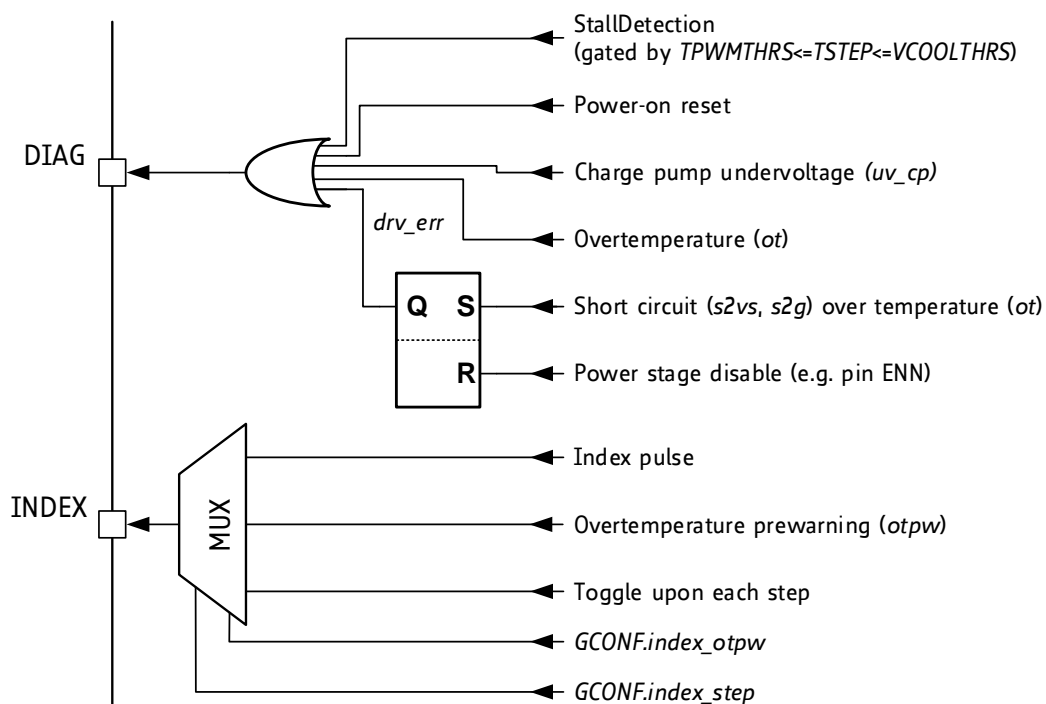 StallDetection
(gated by TPWMTHRS<=TSTEP<=VCOOLTHRS)
Power-on reset
DIAG
Charge pump undervoltage (uv_cp)
drv_err
Overtemperature (ot)
Q S
Short circuit (s2vs, s2g) over temperature (ot)
R
Power stage disable (e.g. pin ENN)
Index pulse
INDEX
MUX
Overtemperature prewarning (otpw)
Toggle upon each step
GCONF.index_otpw
GCONF.index_step